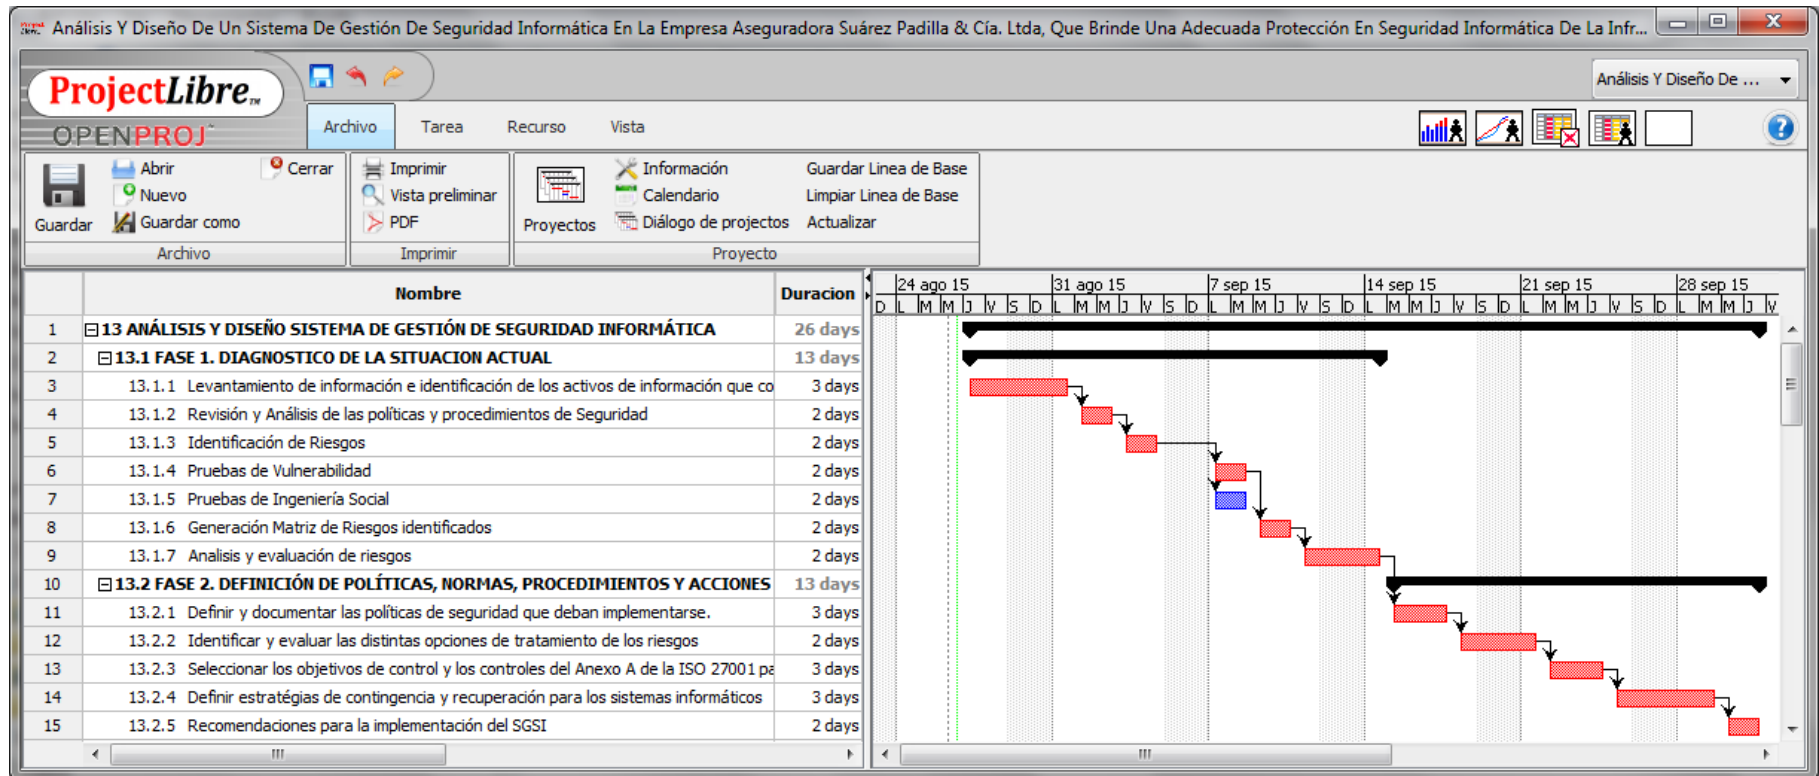 Análisis Y Diseño De Un Sistema De Gestión De Seguridad Informática En La Empresa Aseguradora Suárez Padilla & Cía. Ltda, Que Brinde Una Adecuada Protección En Seguridad Informática De La Infr...
ProjectLibre™
OPENPROJ
Análisis Y Diseño De ...
Archivo Tarea Recurso Vista
Abrir Cerrar Imprimir Información Guardar Linea de Base
Nuevo Vista preliminar Calendario Limpiar Linea de Base
Guardar Guardar como PDF Proyectos Diálogo de projectos Actualizar
Archivo Imprimir Proyecto
Nombre Duracion
24 ago 15 31 ago 15 7 sep 15 14 sep 15 21 sep 15 28 sep 15
D L M M J V S D L M M J V S D L M M J V S D L M M J V S D L M M J V S D L M M J V
1 13 ANÁLISIS Y DISEÑO SISTEMA DE GESTIÓN DE SEGURIDAD INFORMÁTICA 26 days
2 13.1 FASE 1. DIAGNOSTICO DE LA SITUACION ACTUAL 13 days
3 13.1.1 Levantamiento de información e identificación de los activos de información que co 3 days
4 13.1.2 Revisión y Análisis de las políticas y procedimientos de Seguridad 2 days
5 13.1.3 Identificación de Riesgos 2 days
6 13.1.4 Pruebas de Vulnerabilidad 2 days
7 13.1.5 Pruebas de Ingeniería Social 2 days
8 13.1.6 Generación Matriz de Riesgos identificados 2 days
9 13.1.7 Analisis y evaluación de riesgos 2 days
10 13.2 FASE 2. DEFINICIÓN DE POLÍTICAS, NORMAS, PROCEDIMIENTOS Y ACCIONES 13 days
11 13.2.1 Definir y documentar las políticas de seguridad que deban implementarse. 3 days
12 13.2.2 Identificar y evaluar las distintas opciones de tratamiento de los riesgos 2 days
13 13.2.3 Seleccionar los objetivos de control y los controles del Anexo A de la ISO 27001 pa 3 days
14 13.2.4 Definir estratégias de contingencia y recuperación para los sistemas informáticos 3 days
15 13.2.5 Recomendaciones para la implementación del SGSI 2 days